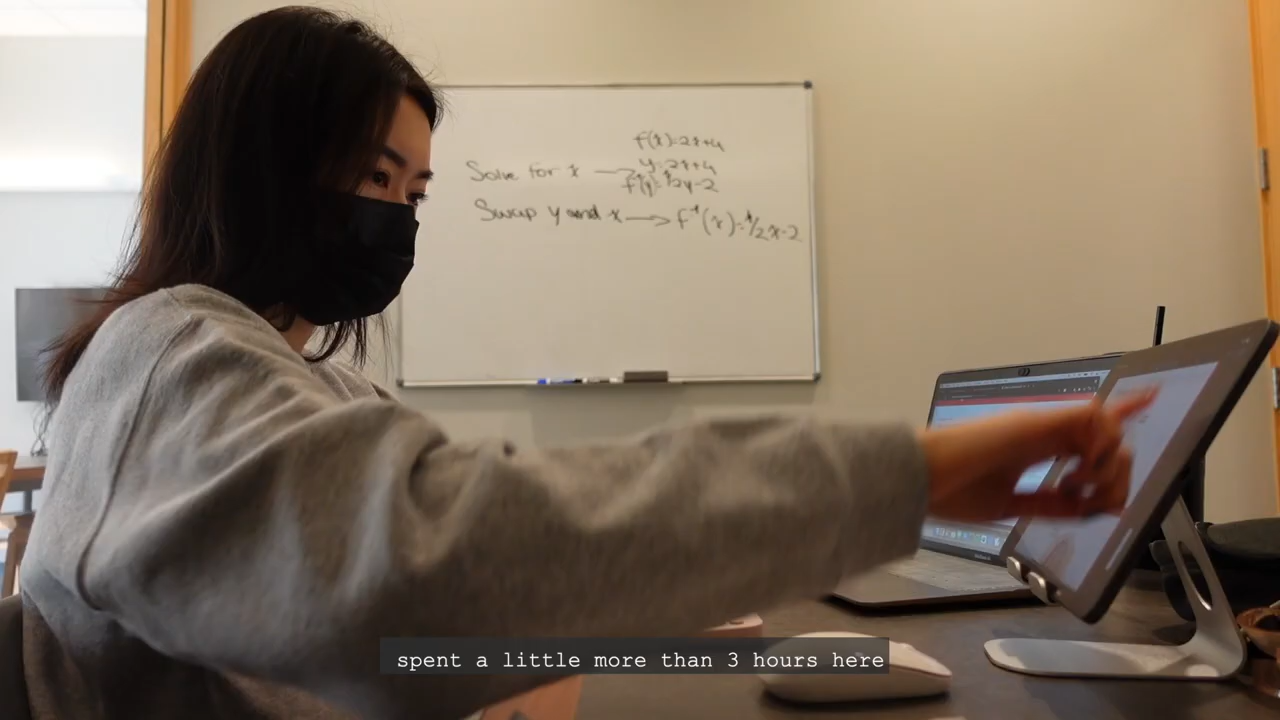 f(x)=2x+4
Solve for x → y=2x+4
f(y)=1/2y-2
Swap y and x → f⁻¹(x)=1/2x-2
spent a little more than 3 hours here